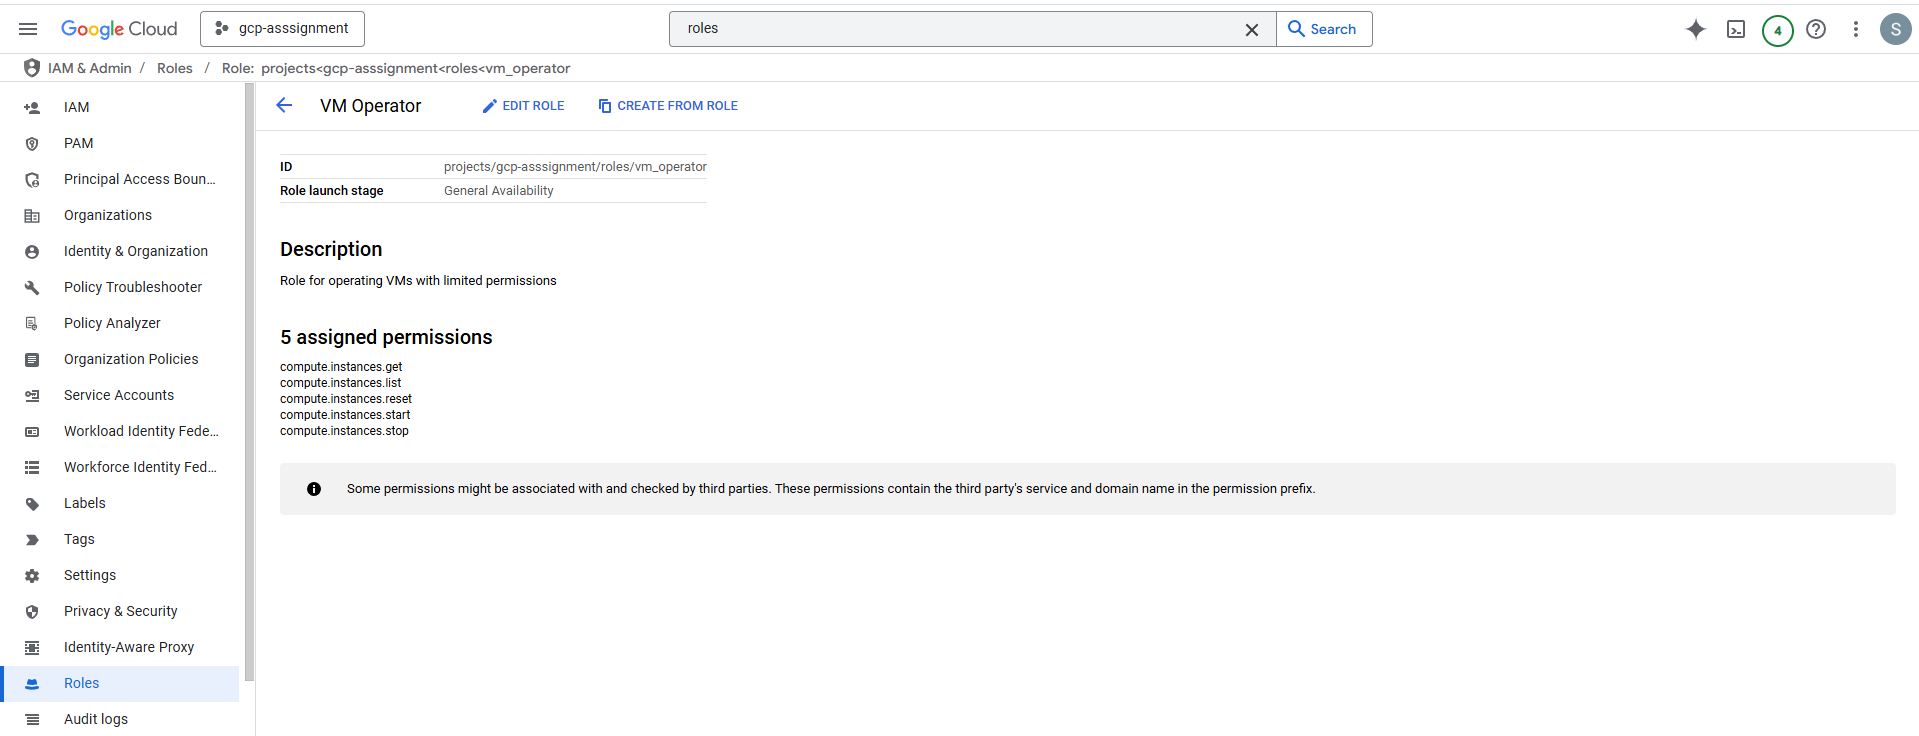 Google Cloud
gcp-asssignment
roles
Search
4
S
IAM & Admin / Roles / Role: projects<gcp-asssignment<roles<vm_operator
IAM
PAM
Principal Access Boun...
Organizations
Identity & Organization
Policy Troubleshooter
Policy Analyzer
Organization Policies
Service Accounts
Workload Identity Fede...
Workforce Identity Fed...
Labels
Tags
Settings
Privacy & Security
Identity-Aware Proxy
Roles
Audit logs
VM Operator
EDIT ROLE
CREATE FROM ROLE
ID projects/gcp-asssignment/roles/vm_operator
Role launch stage General Availability
Description
Role for operating VMs with limited permissions
5 assigned permissions
compute.instances.get
compute.instances.list
compute.instances.reset
compute.instances.start
compute.instances.stop
Some permissions might be associated with and checked by third parties. These permissions contain the third party's service and domain name in the permission prefix.